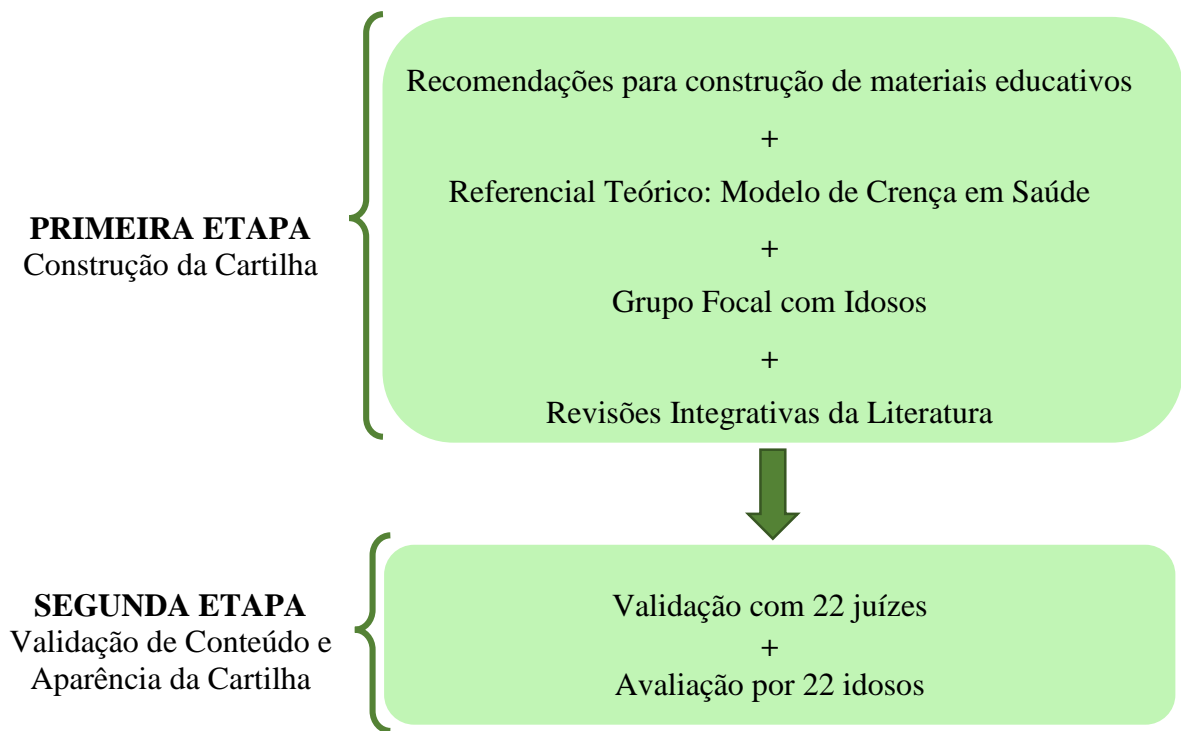 Recomendações para construção de materiais educativos
+
Referencial Teórico: Modelo de Crença em Saúde
+
Grupo Focal com Idosos
+
Revisões Integrativas da Literatura
PRIMEIRA ETAPA
Construção da Cartilha
SEGUNDA ETAPA
Validação de Conteúdo e
Aparência da Cartilha
Validação com 22 juízes
+
Avaliação por 22 idosos